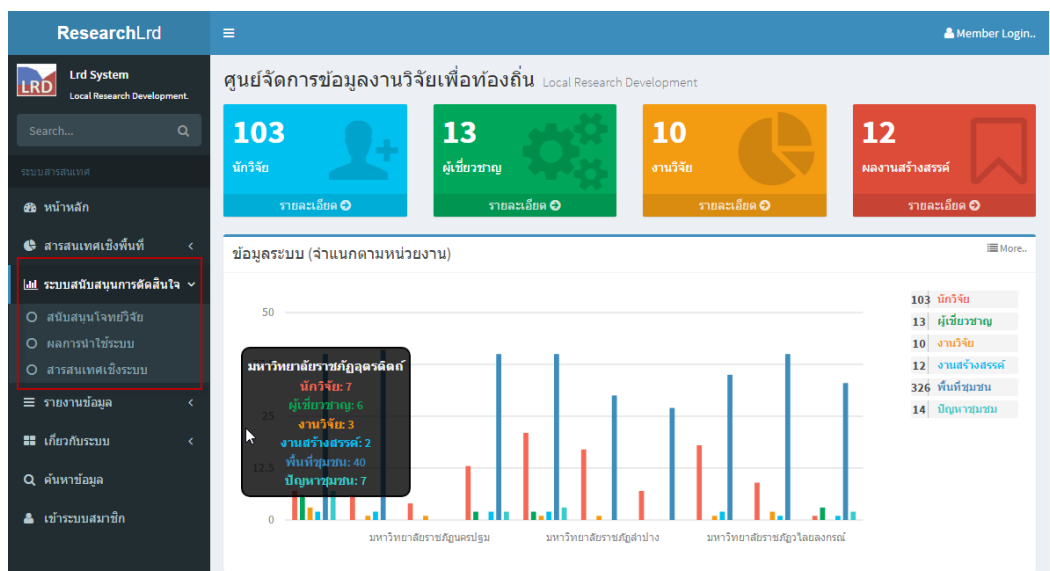 ResearchLrd
Member Login..
LRD
Lrd System
Local Research Development.
Search...
ระบบสารสนเทศ
หน้าหลัก
สารสนเทศเชิงพื้นที่
ระบบสนับสนุนการตัดสินใจ
สนับสนุนโจทย์วิจัย
ผลการนำใช้ระบบ
สารสนเทศเชิงระบบ
รายงานข้อมูล
เกี่ยวกับระบบ
ค้นหาข้อมูล
เข้าระบบสมาชิก
ศูนย์จัดการข้อมูลงานวิจัยเพื่อท้องถิ่น Local Research Development
103
นักวิจัย
รายละเอียด
13
ผู้เชี่ยวชาญ
รายละเอียด
10
งานวิจัย
รายละเอียด
12
ผลงานสร้างสรรค์
รายละเอียด
ข้อมูลระบบ (จำแนกตามหน่วยงาน)
More..
50
25
12.5
0
มหาวิทยาลัยราชภัฏอุตรดิตถ์
นักวิจัย: 7
ผู้เชี่ยวชาญ: 6
งานวิจัย: 3
งานสร้างสรรค์: 2
พื้นที่ชุมชน: 40
ปัญหาชุมชน: 7
มหาวิทยาลัยราชภัฏนครปฐม
มหาวิทยาลัยราชภัฏลำปาง
มหาวิทยาลัยราชภัฏวไลยอลงกรณ์
103 นักวิจัย
13 ผู้เชี่ยวชาญ
10 งานวิจัย
12 งานสร้างสรรค์
326 พื้นที่ชุมชน
14 ปัญหาชุมชม